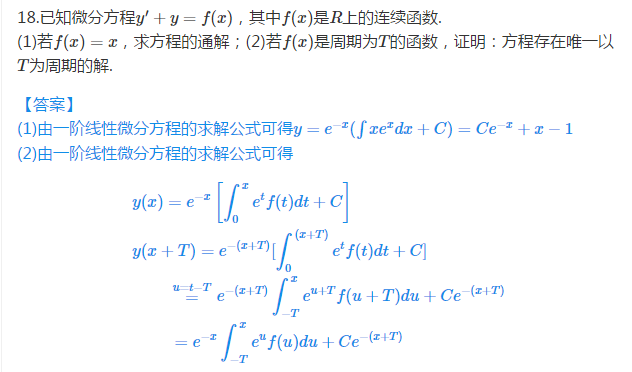 18.已知微分方程y′ + y = f(x)，其中f(x)是R上的连续函数.
(1)若f(x) = x，求方程的通解；(2)若f(x)是周期为T的函数，证明：方程存在唯一以
T为周期的解.
【答案】
(1)由一阶线性微分方程的求解公式可得y = e^{-x}(∫ xe^x dx + C) = Ce^{-x} + x − 1
(2)由一阶线性微分方程的求解公式可得
y(x) = e^{-x} [∫_0^x e^t f(t)dt + C]
y(x + T) = e^{-(x+T)}[∫_0^{(x+T)} e^t f(t)dt + C]
u=t−T = e^{-(x+T)} ∫_{-T}^x e^{u+T} f(u + T)du + Ce^{-(x+T)}
= e^{-x} ∫_{-T}^x e^u f(u)du + Ce^{-(x+T)}